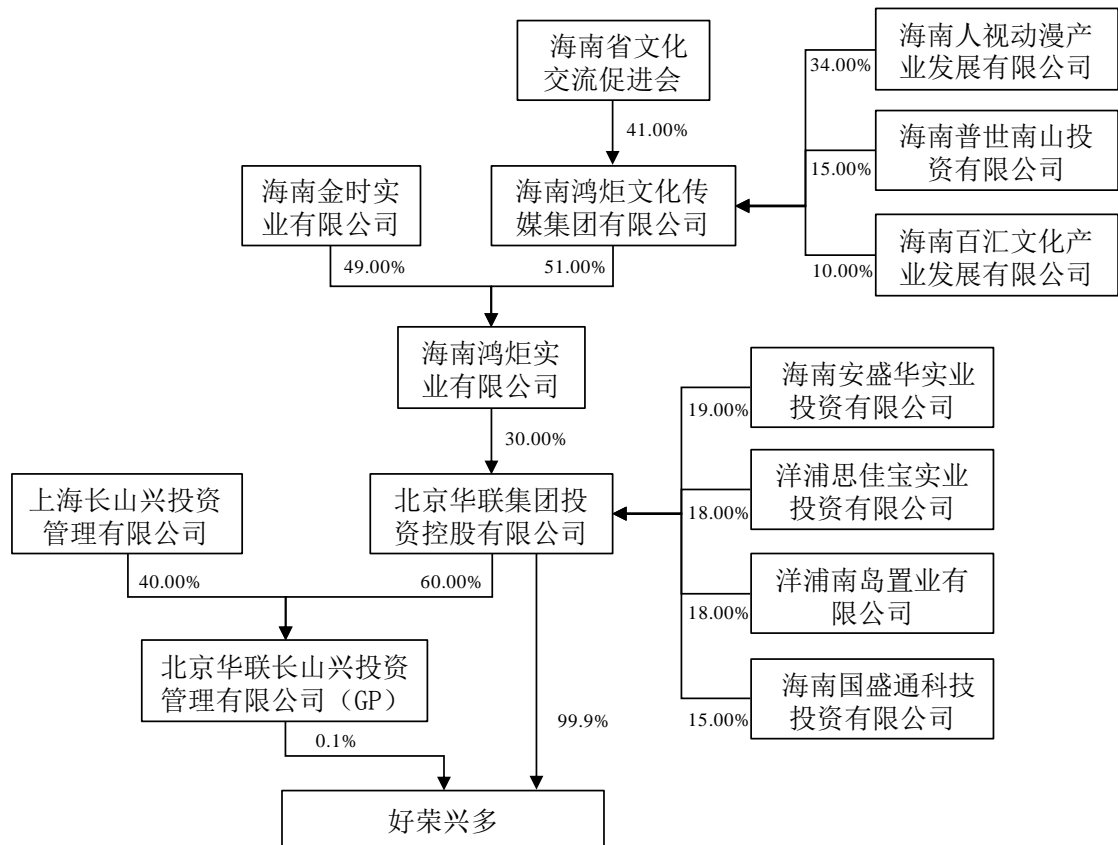 海南省文化
交流促进会
海南人视动漫产
业发展有限公司
34.00%
41.00%
海南普世南山投
资有限公司
15.00%
海南金时实
业有限公司
海南鸿炬文化传
媒集团有限公司
海南百汇文化产
业发展有限公司
10.00%
49.00%
51.00%
海南鸿炬实
业有限公司
海南安盛华实业
投资有限公司
19.00%
30.00%
上海长山兴投资
管理有限公司
北京华联集团投
资控股有限公司
洋浦思佳宝实业
投资有限公司
18.00%
40.00%
60.00%
洋浦南岛置业有
限公司
18.00%
北京华联长山兴投资
管理有限公司（GP）
海南国盛通科技
投资有限公司
15.00%
0.1%
99.9%
好荣兴多